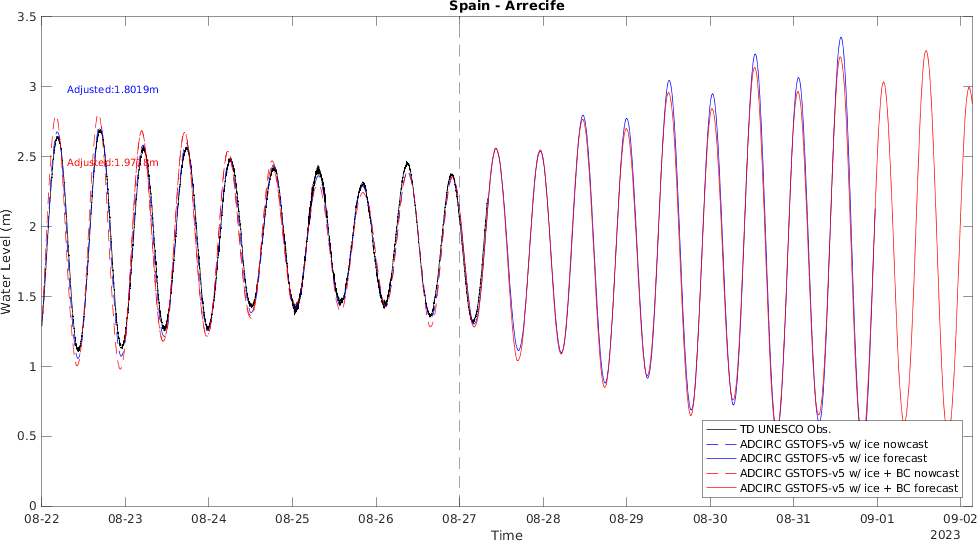 Spain - Arrecife
3.5
3
2.5
2
1.5
1
0.5
0
Water Level (m)
Adjusted:1.8019m
TD UNESCO Obs.
ADCIRC GSTOFS-v5 w/ ice nowcast
ADCIRC GSTOFS-v5 w/ ice forecast
ADCIRC GSTOFS-v5 w/ ice + BC nowcast
ADCIRC GSTOFS-v5 w/ ice + BC forecast
08-22 08-23 08-24 08-25 08-26 08-27 08-28 08-29 08-30 08-31 09-01 09-02
Time
2023